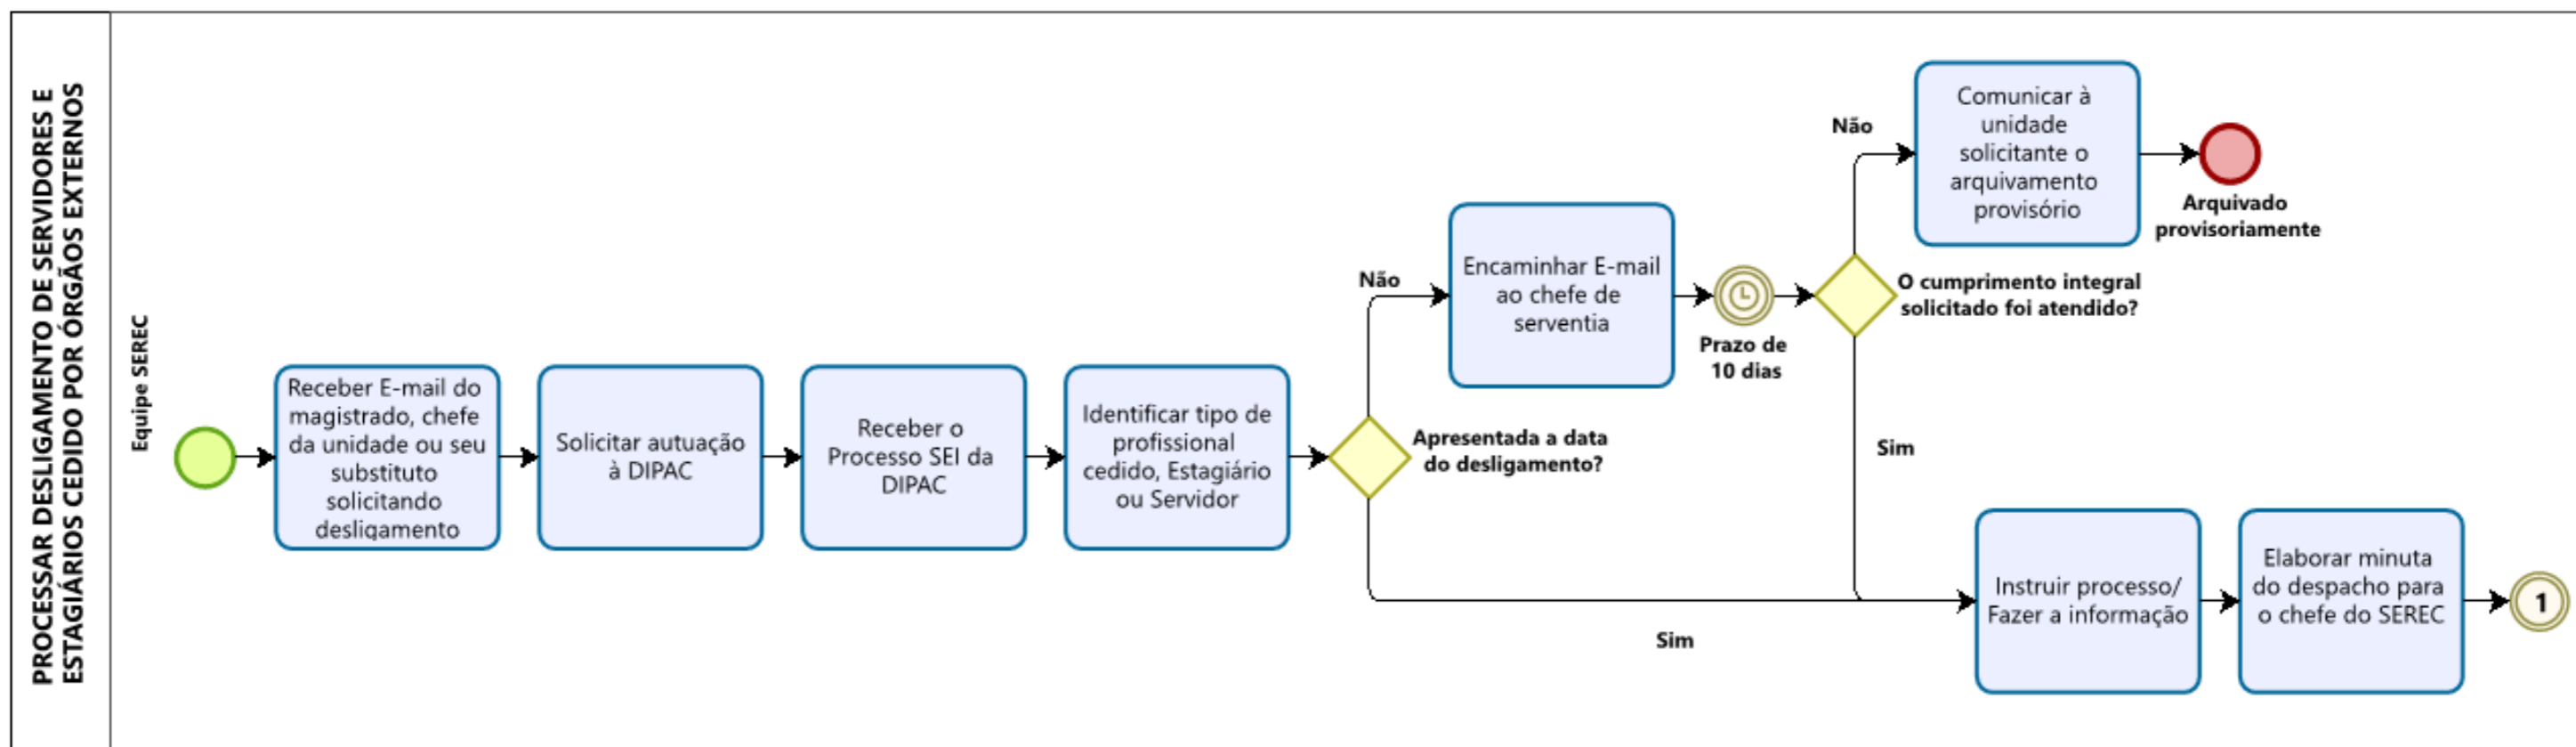 PROCESSAR DESLIGAMENTO DE SERVIDORES E
ESTAGIÁRIOS CEDIDO POR ÓRGÃOS EXTERNOS
Equipe SEREC
Receber E-mail do
magistrado, chefe
da unidade ou seu
substituto
solicitando
desligamento
Solicitar autuação
à DIPAC
Receber o
Processo SEI da
DIPAC
Identificar tipo de
profissional
cedido, Estagiário
ou Servidor
Apresentada a data
do desligamento?
Não
Encaminhar E-mail
ao chefe de
serventia
Prazo de
10 dias
O cumprimento integral
solicitado foi atendido?
Não
Comunicar à
unidade
solicitante o
arquivamento
provisório
Arquivado
provisoriamente
Sim
Sim
Instruir processo/
Fazer a informação
Elaborar minuta
do despacho para
o chefe do SEREC
1